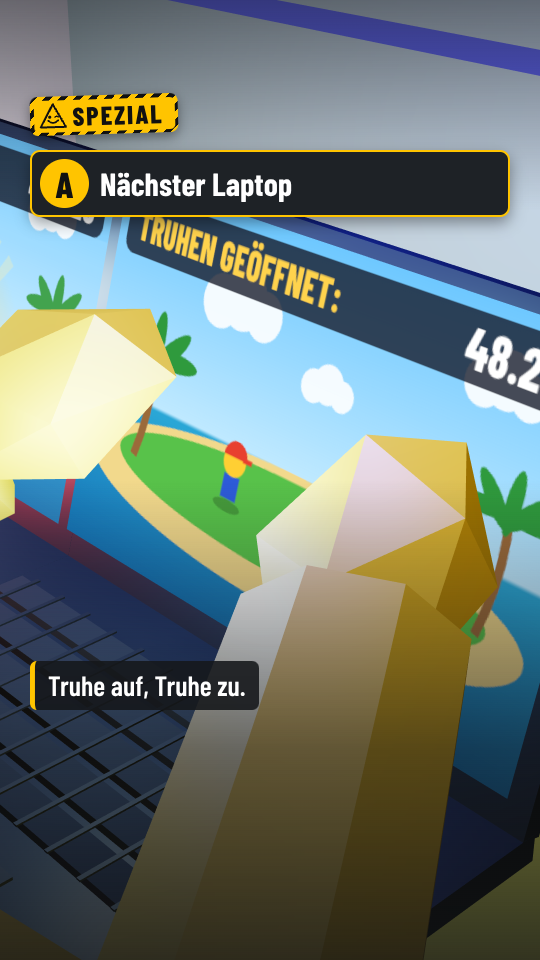 SPEZIAL
A Nächster Laptop
TRUHEN GEÖFFNET:
48.2
Truhe auf, Truhe zu.